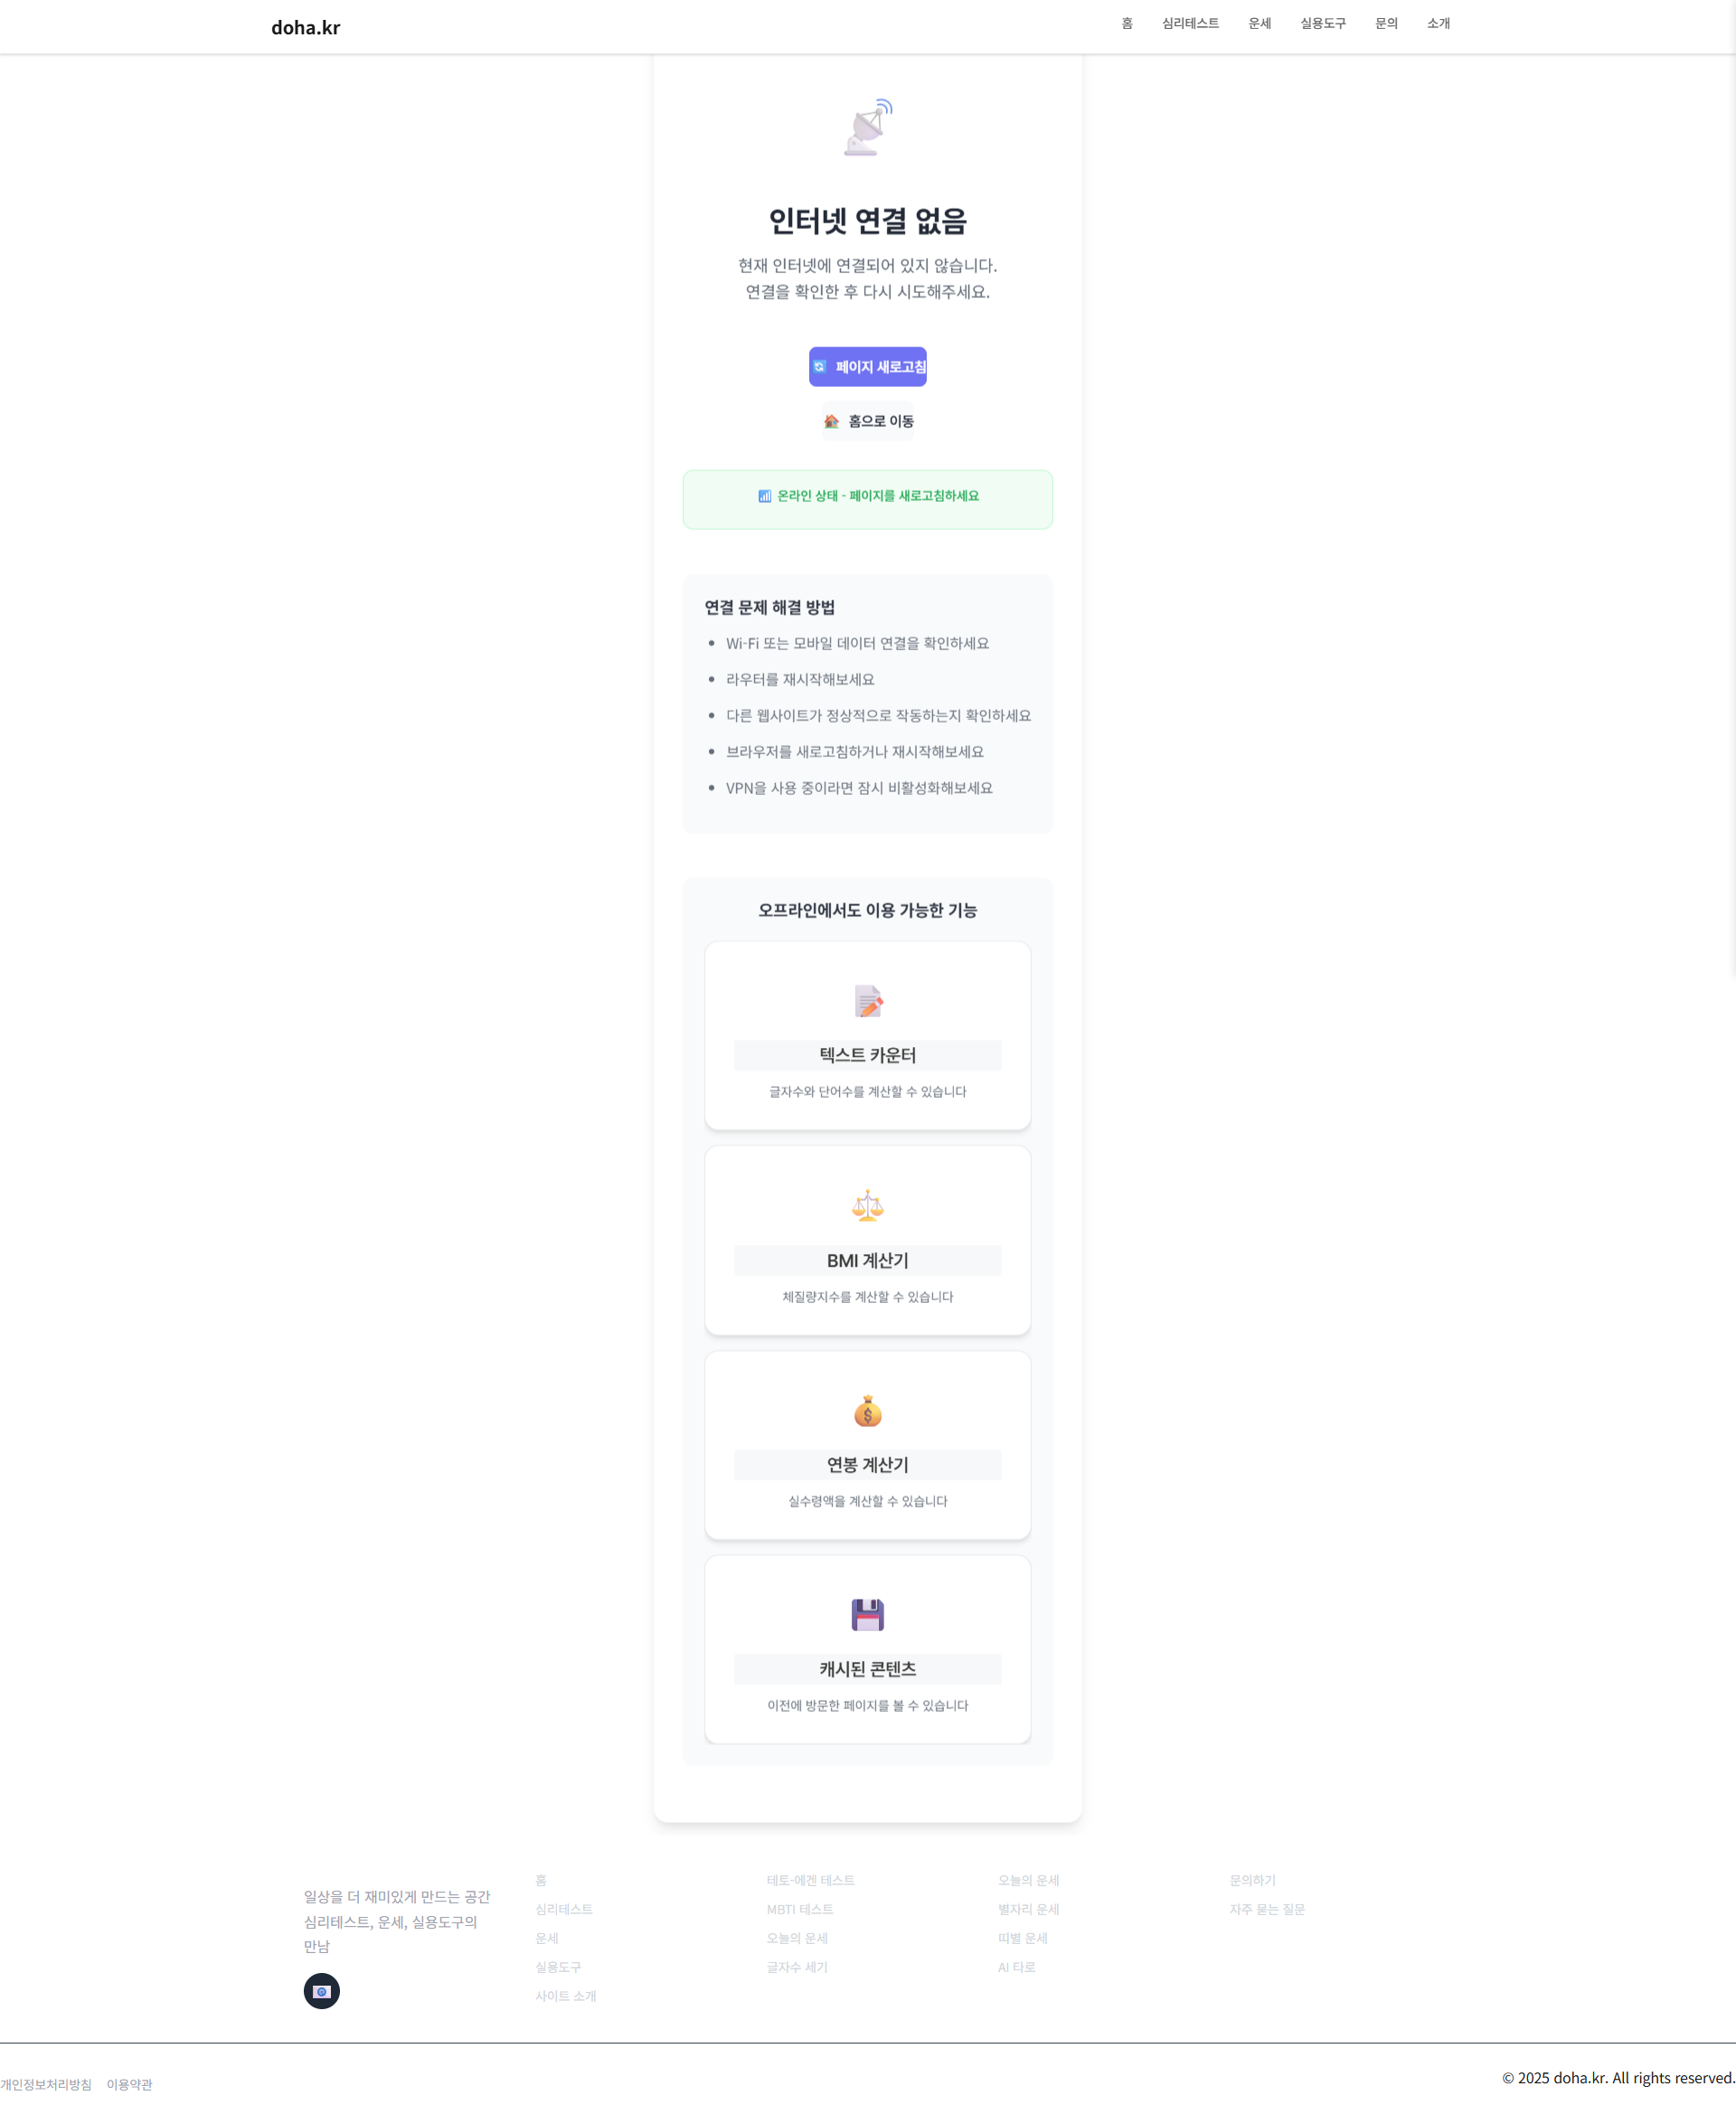 doha.kr
홈
심리테스트
운세
실용도구
문의
소개
인터넷 연결 없음
현재 인터넷에 연결되어 있지 않습니다.
연결을 확인한 후 다시 시도해주세요.
페이지 새로고침
홈으로 이동
온라인 상태 - 페이지를 새로고침하세요
연결 문제 해결 방법
Wi-Fi 또는 모바일 데이터 연결을 확인하세요
라우터를 재시작해보세요
다른 웹사이트가 정상적으로 작동하는지 확인하세요
브라우저를 새로고침하거나 재시작해보세요
VPN을 사용 중이라면 잠시 비활성화해보세요
오프라인에서도 이용 가능한 기능
텍스트 카운터
글자수와 단어수를 계산할 수 있습니다
BMI 계산기
체질량지수를 계산할 수 있습니다
연봉 계산기
실수령액을 계산할 수 있습니다
캐시된 콘텐츠
이전에 방문한 페이지를 볼 수 있습니다
일상을 더 재미있게 만드는 공간
심리테스트, 운세, 실용도구의
만남
홈
심리테스트
운세
실용도구
사이트 소개
테토-에겐 테스트
MBTI 테스트
오늘의 운세
글자수 세기
오늘의 운세
별자리 운세
띠별 운세
AI 타로
문의하기
자주 묻는 질문
개인정보처리방침
이용약관
© 2025 doha.kr. All rights reserved.